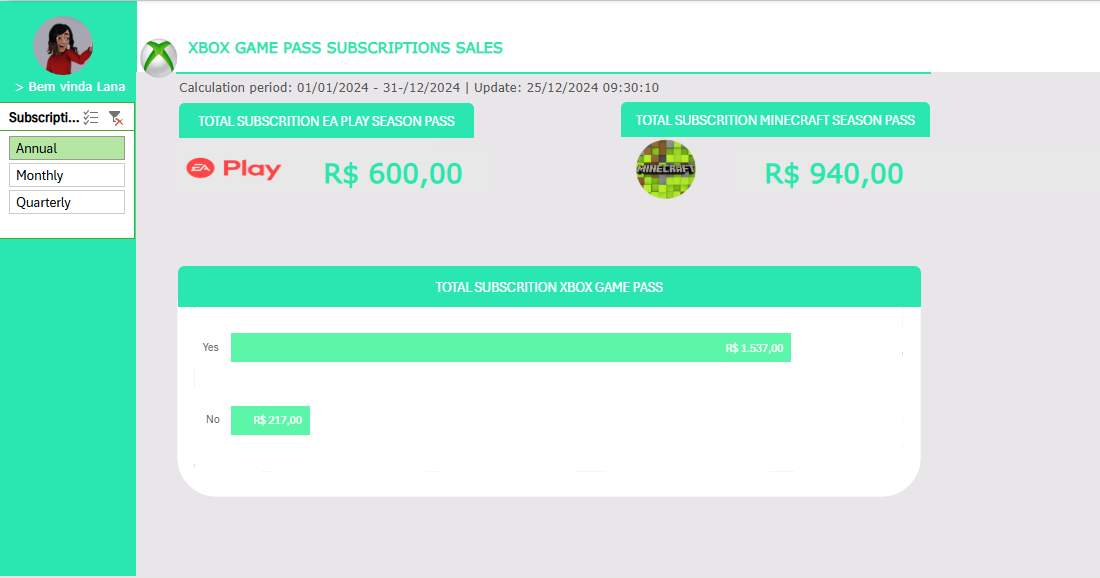 XBOX GAME PASS SUBSCRIPTIONS SALES
> Bem vinda Lana
Calculation period: 01/01/2024 - 31-/12/2024 | Update: 25/12/2024 09:30:10
Subscripti...
Annual
Monthly
Quarterly
TOTAL SUBSCRITION EA PLAY SEASON PASS
EA Play
R$ 600,00
TOTAL SUBSCRITION MINECRAFT SEASON PASS
MINECRAFT
R$ 940,00
TOTAL SUBSCRITION XBOX GAME PASS
Yes
R$ 1.537,00
No
R$ 217,00